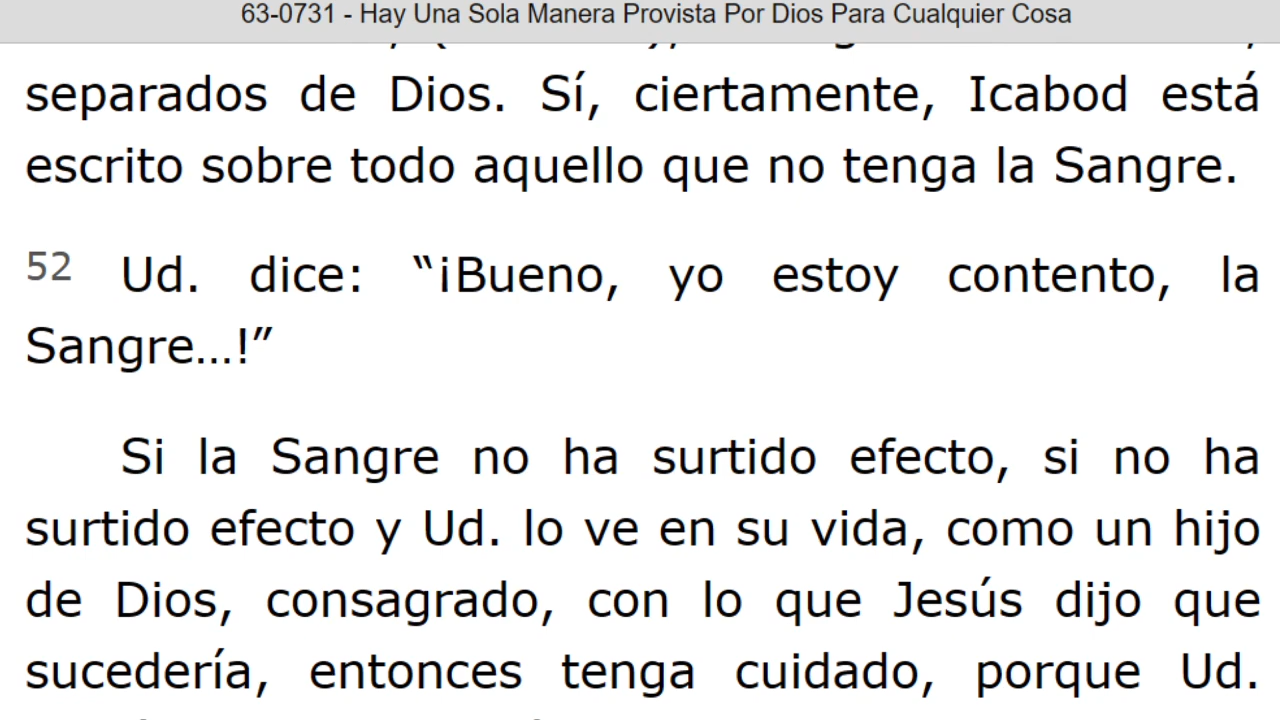 63-0731 - Hay Una Sola Manera Provista Por Dios Para Cualquier Cosa
separados de Dios. Sí, ciertamente, Icabod está
escrito sobre todo aquello que no tenga la Sangre.
52 Ud. dice: “¡Bueno, yo estoy contento, la
Sangre...!”
Si la Sangre no ha surtido efecto, si no ha
surtido efecto y Ud. lo ve en su vida, como un hijo
de Dios, consagrado, con lo que Jesús dijo que
sucedería, entonces tenga cuidado, porque Ud.